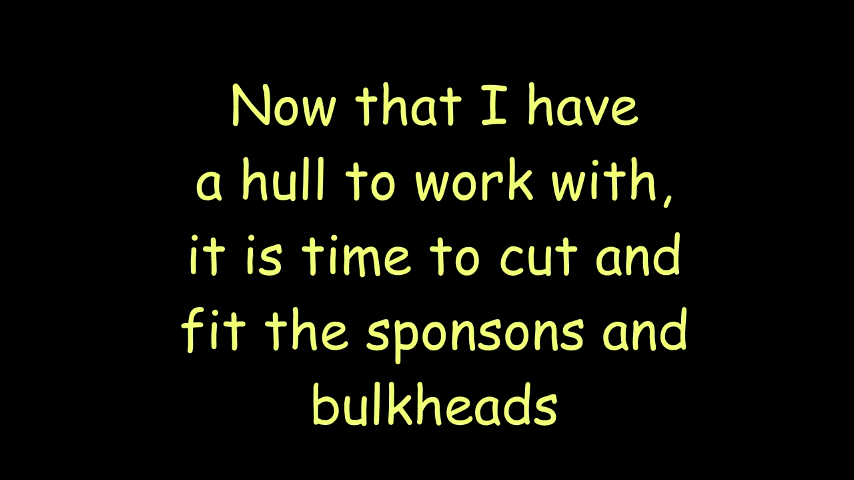 Now that I have
a hull to work with,
it is time to cut and
fit the sponsons and
bulkheads